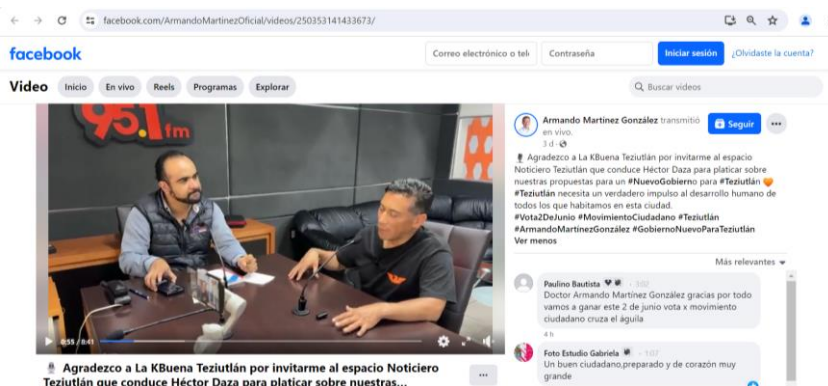 facebook.com/ArmandoMartinezOficial/videos/250353141433673/
facebook
Correo electrónico o telé
Contraseña
Iniciar sesión
¿Olvidaste la cuenta?
Video
Inicio
En vivo
Reels
Programas
Explorar
Buscar videos
95.1 fm
0:55 / 8:41
Agradezco a La KBuena Teziutlán por invitarme al espacio Noticiero
Teziutlán que conduce Héctor Daza para platicar sobre nuestras...
Armando Martínez González transmitió
en vivo.
3 d
Seguir
Agradezco a La KBuena Teziutlán por invitarme al espacio
Noticiero Teziutlán que conduce Héctor Daza para platicar sobre
nuestras propuestas para un #NuevoGobierno para #Teziutlán
#Teziutlán necesita un verdadero impulso al desarrollo humano de
todos los que habitamos en esta ciudad.
#Vota2DeJunio #MovimientoCiudadano #Teziutlán
#ArmandoMartínezGonzález #GobiernoNuevoParaTeziutlán
Ver menos
Más relevantes
Paulino Bautista · 1:02
Doctor Armando Martínez González gracias por todo
vamos a ganar este 2 de junio vota x movimiento
ciudadano cruza el águila
4 h
Foto Estudio Gabriela · 1:07
Un buen ciudadano,preparado y de corazón muy
grande